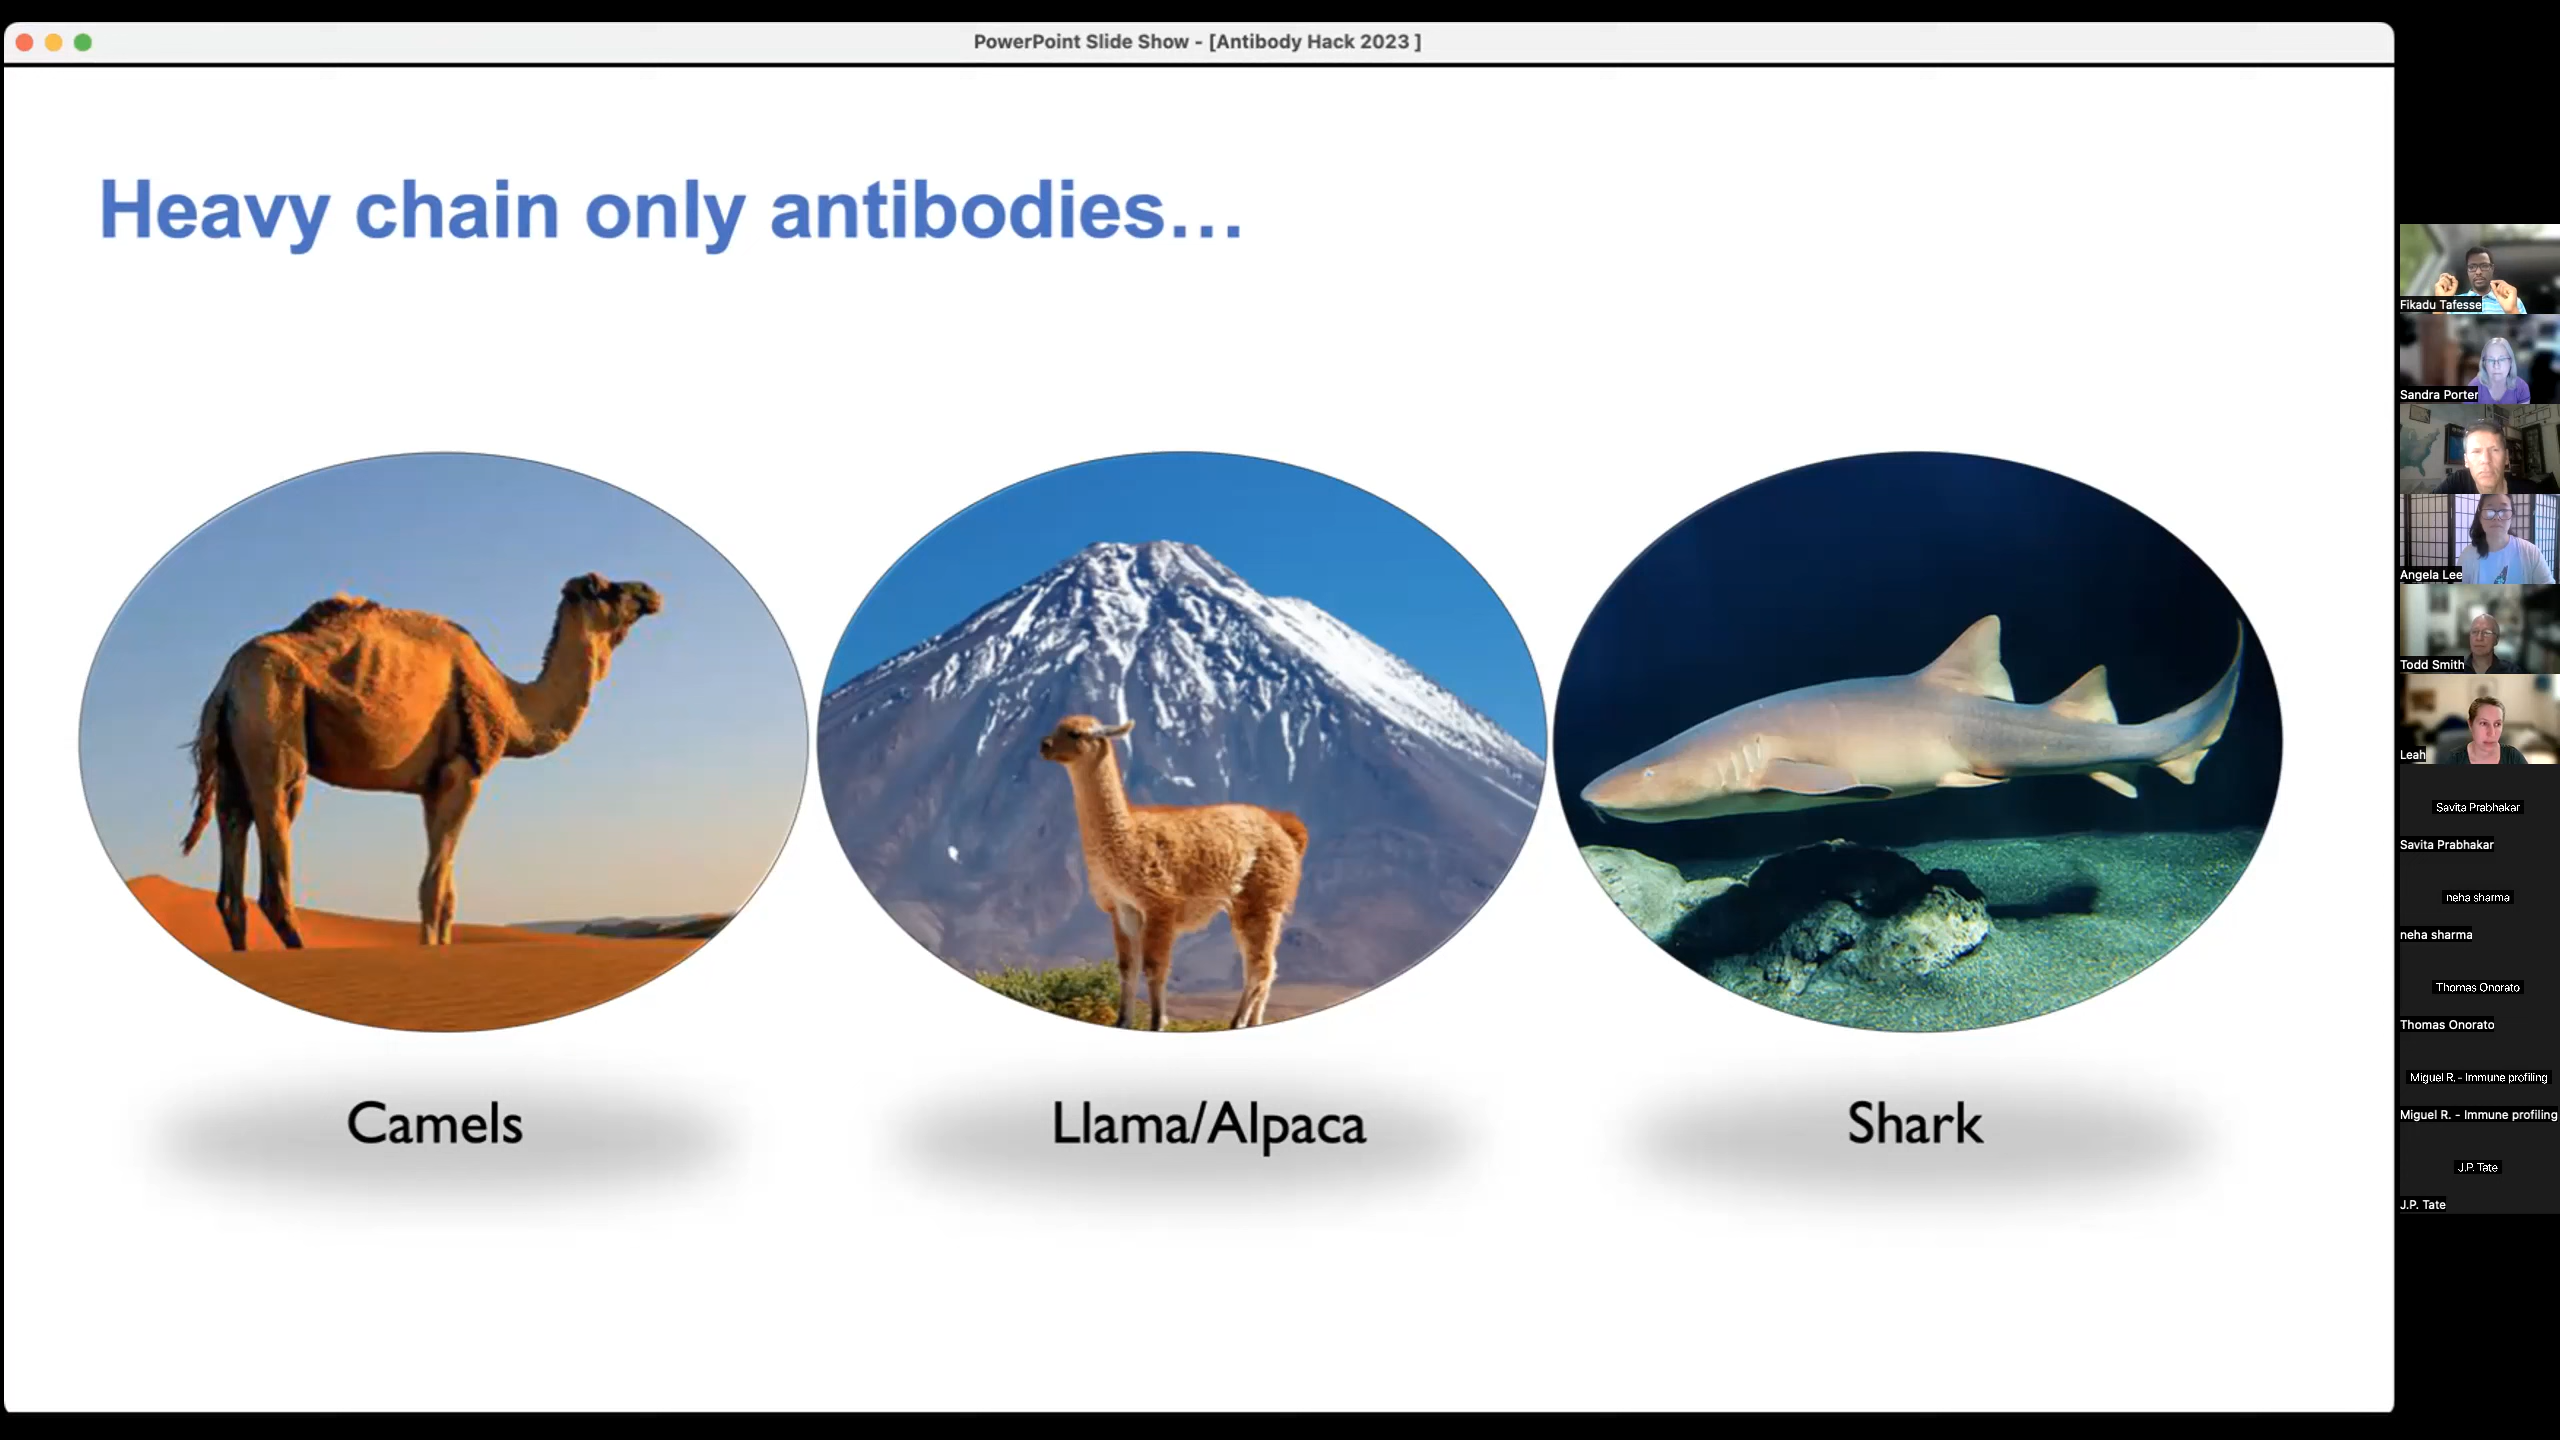 PowerPoint Slide Show - [Antibody Hack 2023 ]
Heavy chain only antibodies...
Camels
Llama/Alpaca
Shark
Fikadu Tafesse
Sandra Porter
Angela Lee
Todd Smith
Leah
Savita Prabhakar
Savita Prabhakar
neha sharma
neha sharma
Thomas Onorato
Thomas Onorato
Miguel R. - Immune profiling
Miguel R. - Immune profiling
J.P. Tate
J.P. Tate